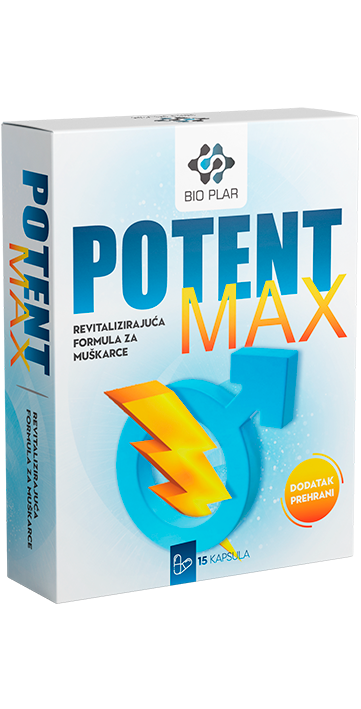 BIO PLAR
POTENT
MAX
REVITALIZIRAJUĆA
FORMULA ZA
MUŠKARCE
DODATAK
PREHRANI
15 KAPSULA
POTENT
MAX
REVITALIZIRAJUĆA
FORMULA ZA MUŠKARCE